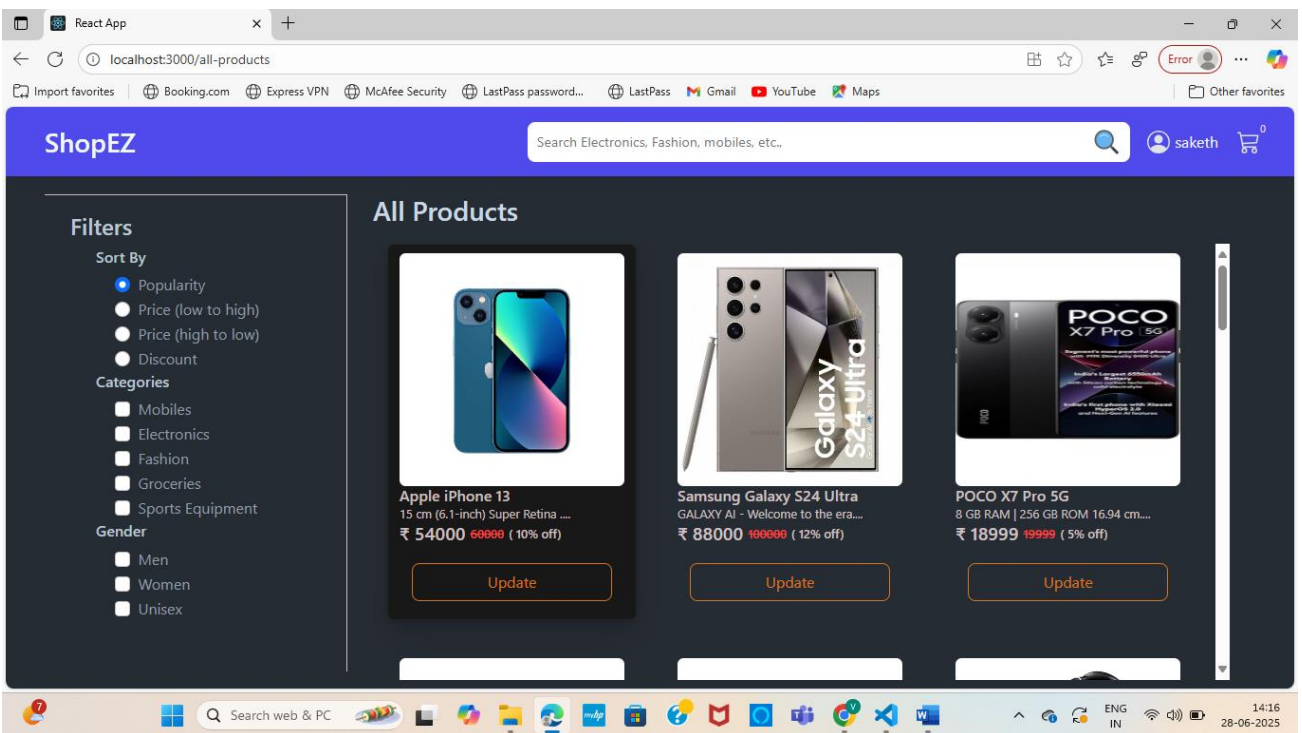 React App
localhost:3000/all-products
Error
Import favorites
Booking.com
Express VPN
McAfee Security
LastPass password...
LastPass
Gmail
YouTube
Maps
Other favorites
ShopEZ
Search Electronics, Fashion, mobiles, etc.,
saketh
0
Filters
Sort By
Popularity
Price (low to high)
Price (high to low)
Discount
Categories
Mobiles
Electronics
Fashion
Groceries
Sports Equipment
Gender
Men
Women
Unisex
All Products
Galaxy
S24 Ultra
POCO
X7 Pro 5G
POCO
Apple iPhone 13
15 cm (6.1-inch) Super Retina ....
₹ 54000 60000 ( 10% off)
Update
Samsung Galaxy S24 Ultra
GALAXY AI - Welcome to the era....
₹ 88000 100000 ( 12% off)
Update
POCO X7 Pro 5G
8 GB RAM | 256 GB ROM 16.94 cm....
₹ 18999 19999 ( 5% off)
Update
7
Search web & PC
myhp
ENG
IN
14:16
28-06-2025